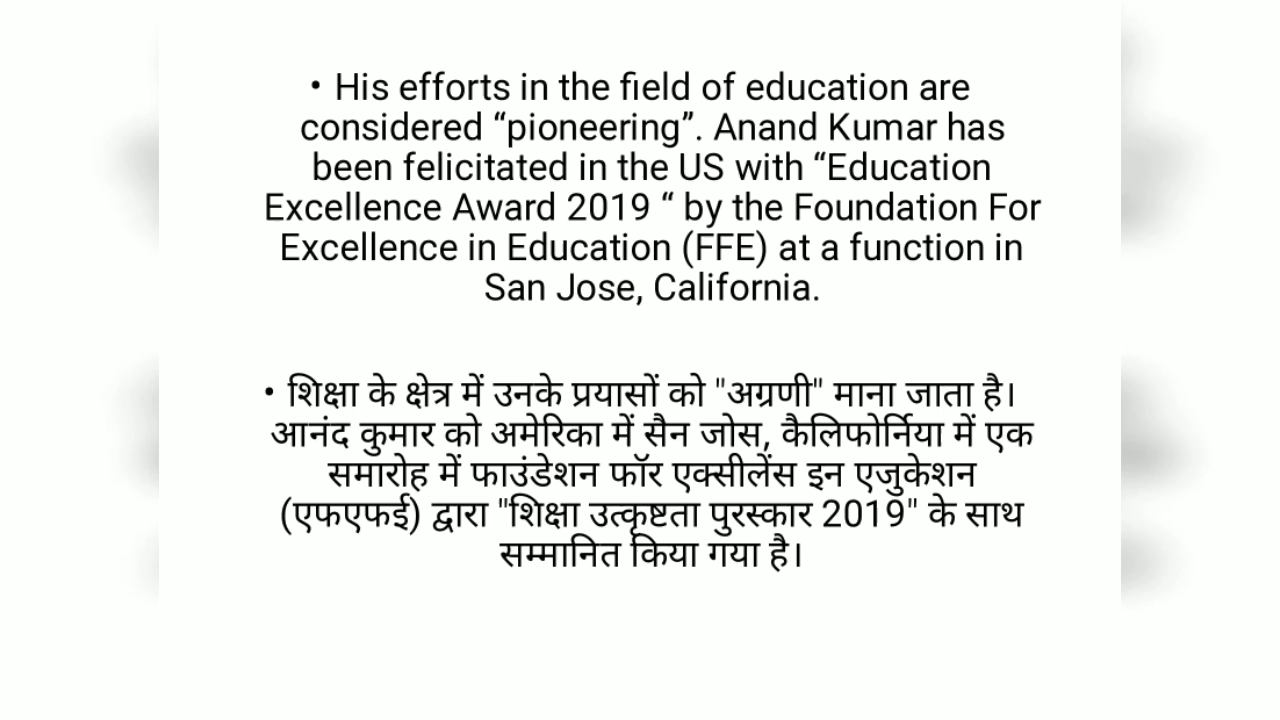 • His efforts in the field of education are
considered “pioneering”. Anand Kumar has
been felicitated in the US with “Education
Excellence Award 2019 “ by the Foundation For
Excellence in Education (FFE) at a function in
San Jose, California.
• शिक्षा के क्षेत्र में उनके प्रयासों को "अग्रणी" माना जाता है।
आनंद कुमार को अमेरिका में सैन जोस, कैलिफोर्निया में एक
समारोह में फाउंडेशन फॉर एक्सीलेंस इन एजुकेशन
(एफएफई) द्वारा "शिक्षा उत्कृष्टता पुरस्कार 2019" के साथ
सम्मानित किया गया है।